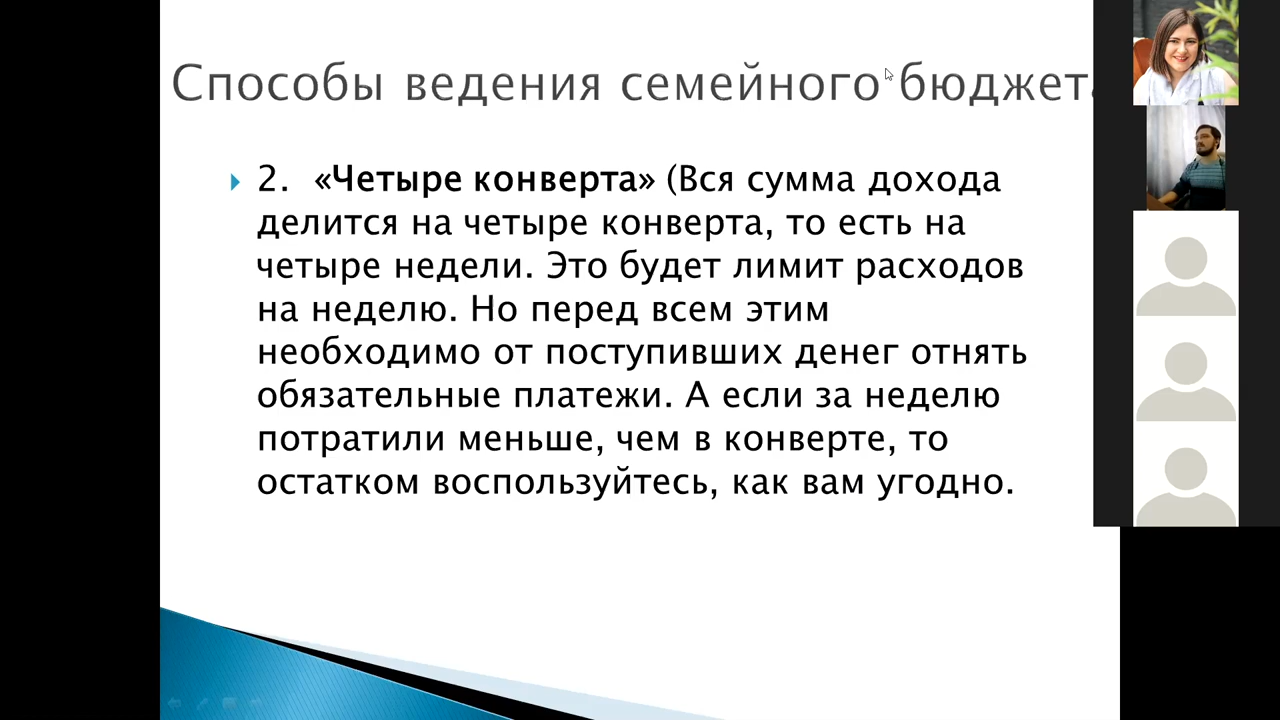 Способы ведения семейного бюджета
2. «Четыре конверта» (Вся сумма дохода
делится на четыре конверта, то есть на
четыре недели. Это будет лимит расходов
на неделю. Но перед всем этим
необходимо от поступивших денег отнять
обязательные платежи. А если за неделю
потратили меньше, чем в конверте, то
остатком воспользуйтесь, как вам угодно.